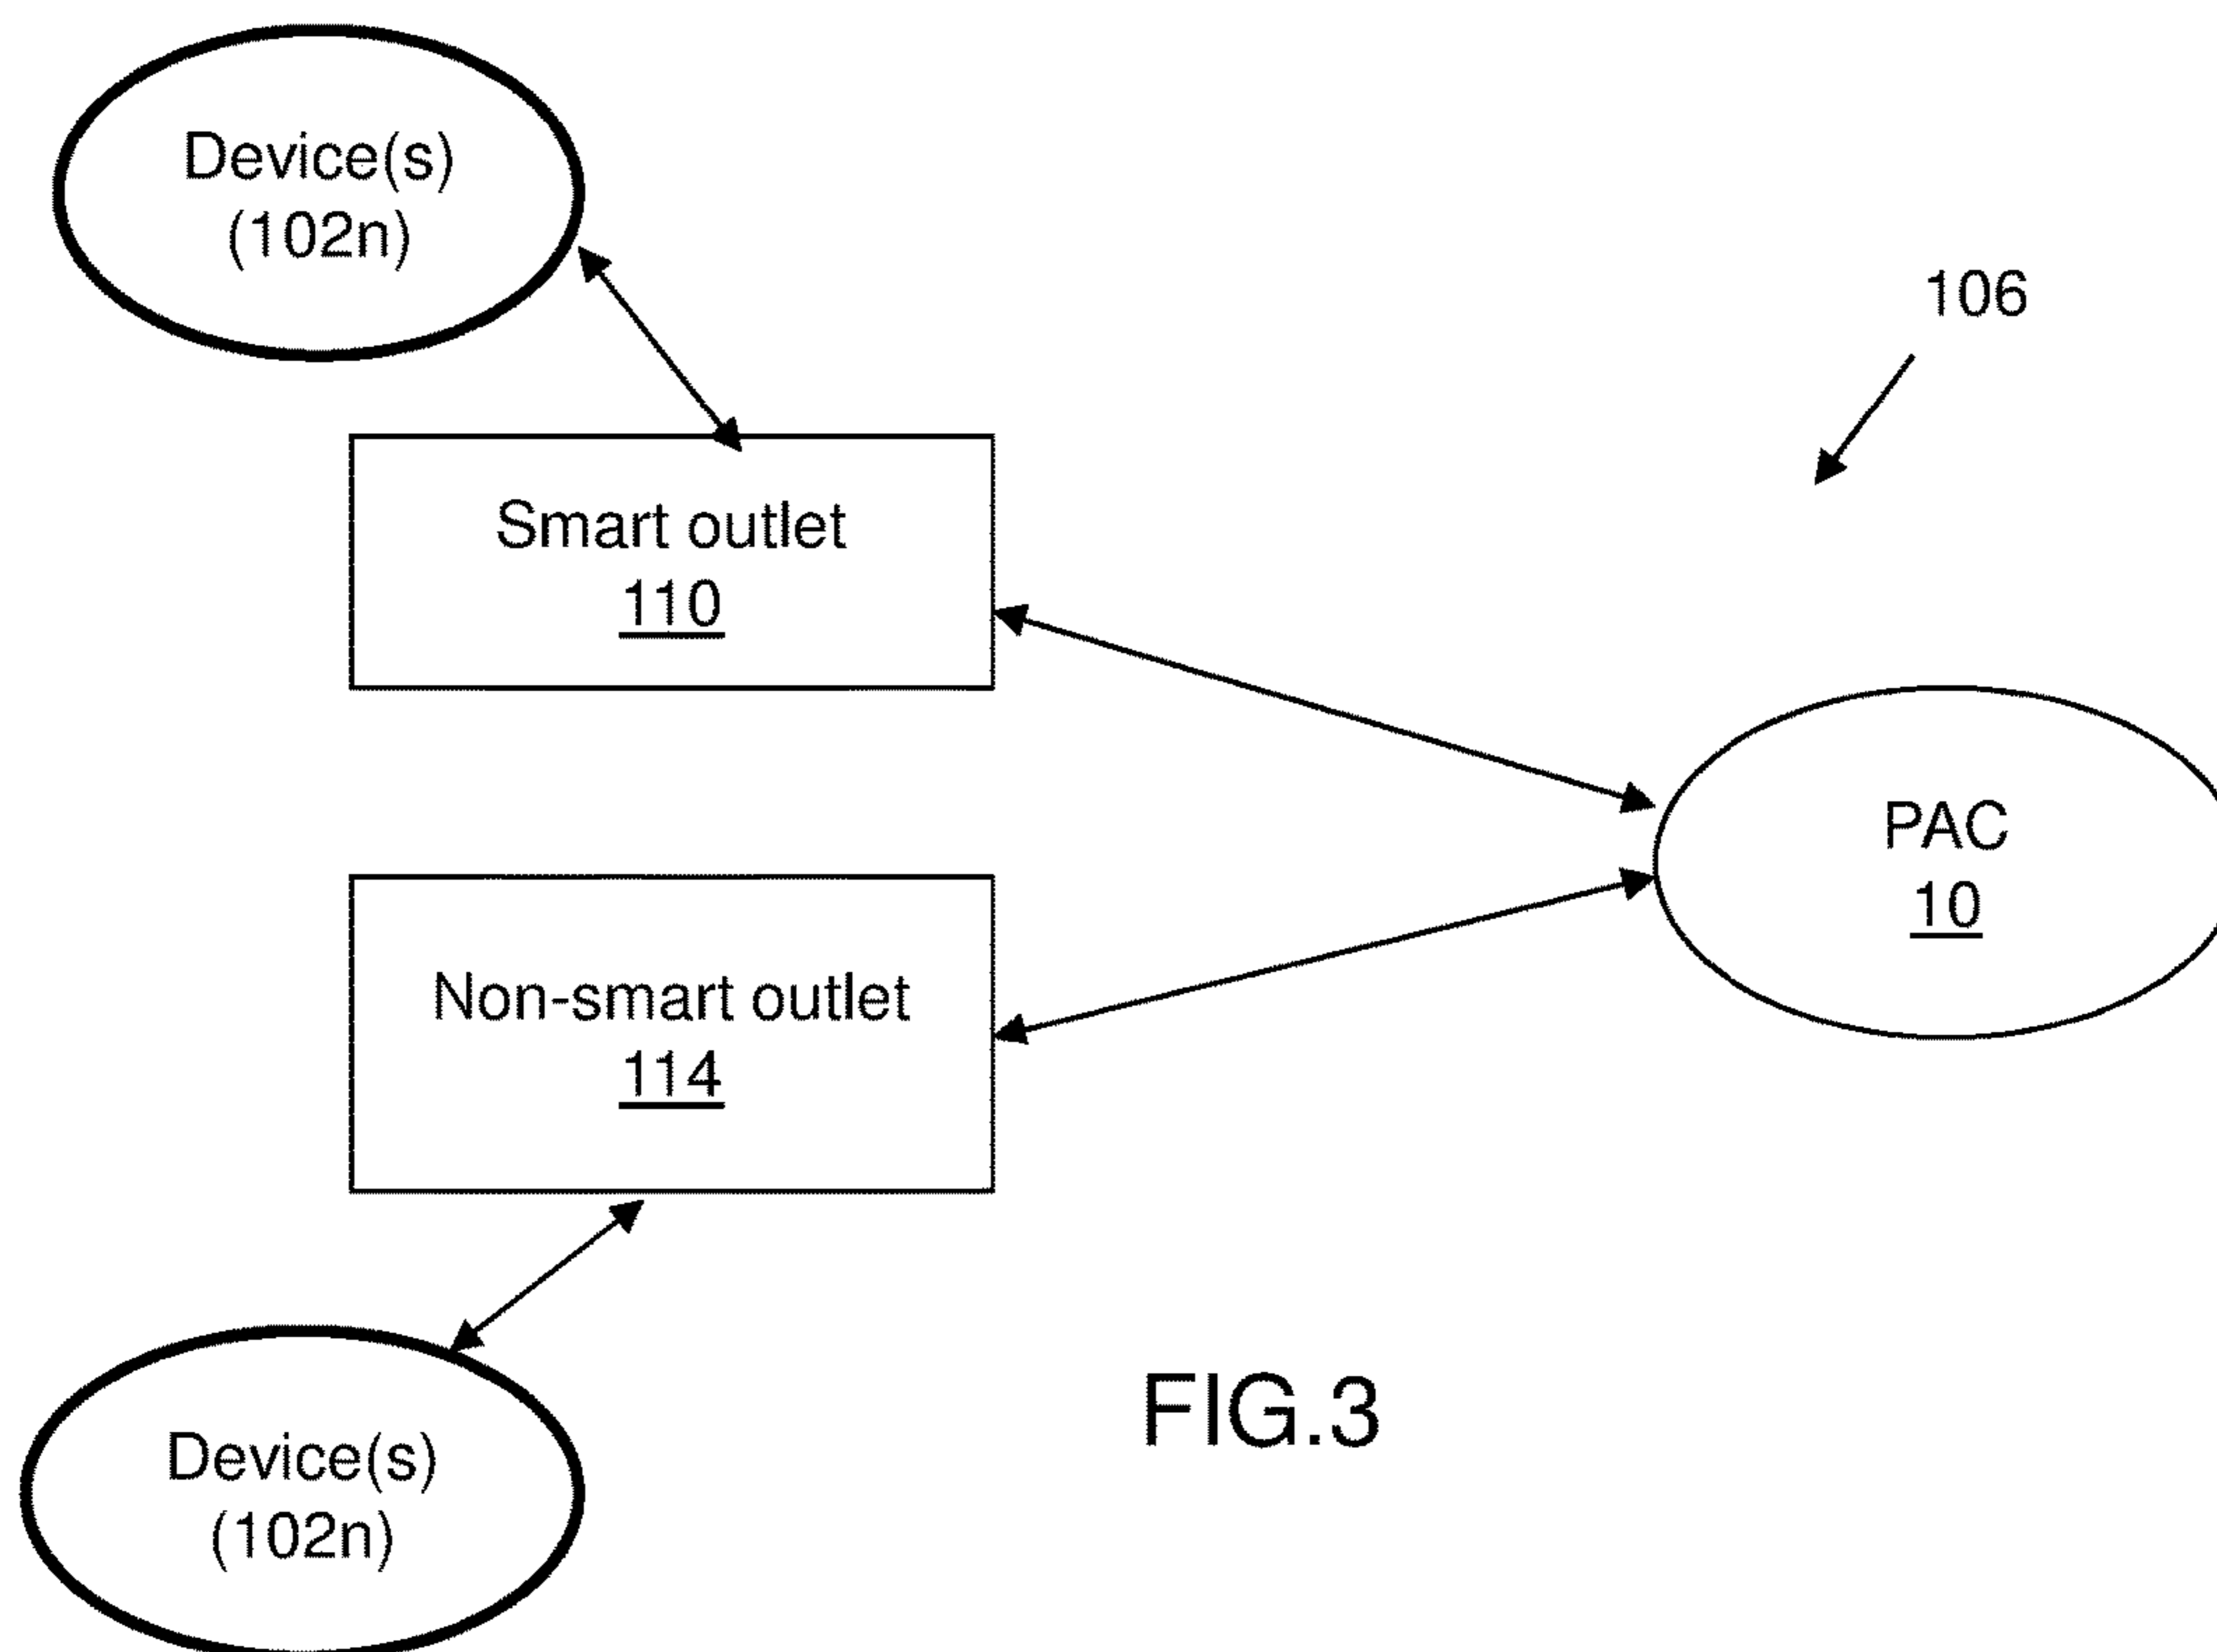 Device(s)
(102n)
106
Smart outlet
110
PAC
10
Non-smart outlet
114
FIG.3
Device(s)
(102n)